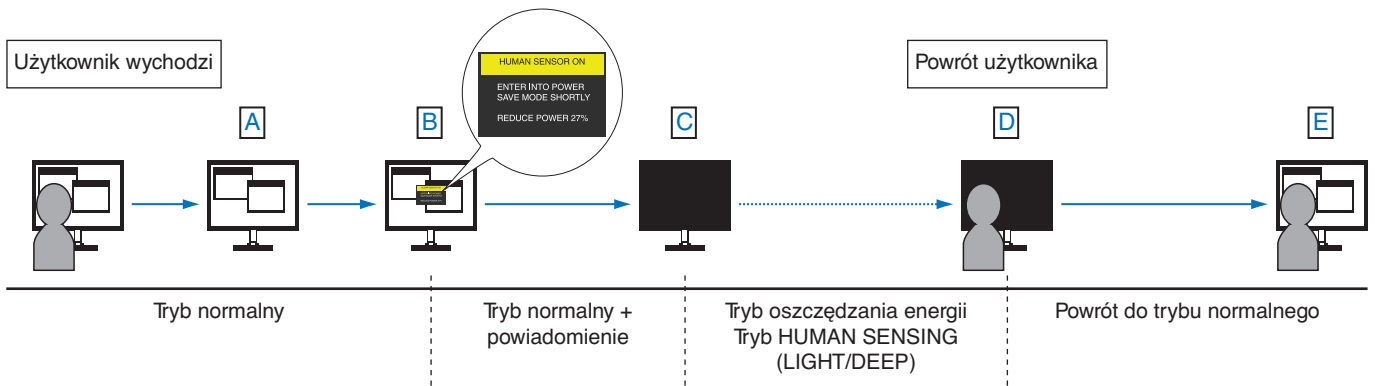 Użytkownik wychodzi
HUMAN SENSOR ON
ENTER INTO POWER
SAVE MODE SHORTLY
REDUCE POWER 27%
Powrót użytkownika
A
B
C
D
E
Tryb normalny
Tryb normalny +
powiadomienie
Tryb oszczędzania energii
Tryb HUMAN SENSING
(LIGHT/DEEP)
Powrót do trybu normalnego